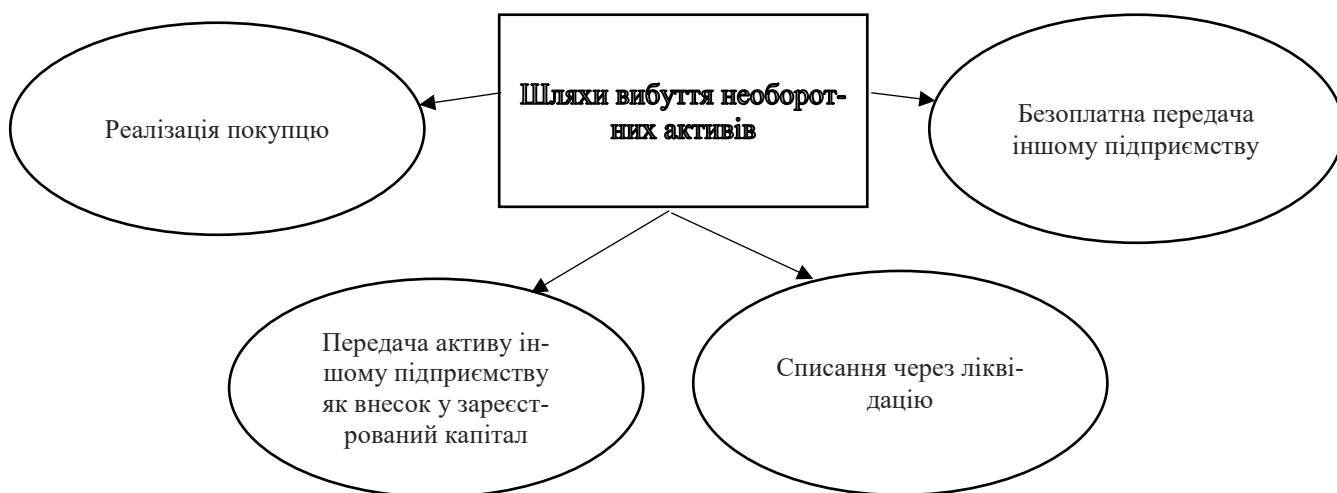 Шляхи вибуття необорот-
них активів
Реалізація покупцю
Безоплатна передача
іншому підприємству
Передача активу ін-
шому підприємству
як внесок у зареєст-
рований капітал
Списання через лікві-
дацію